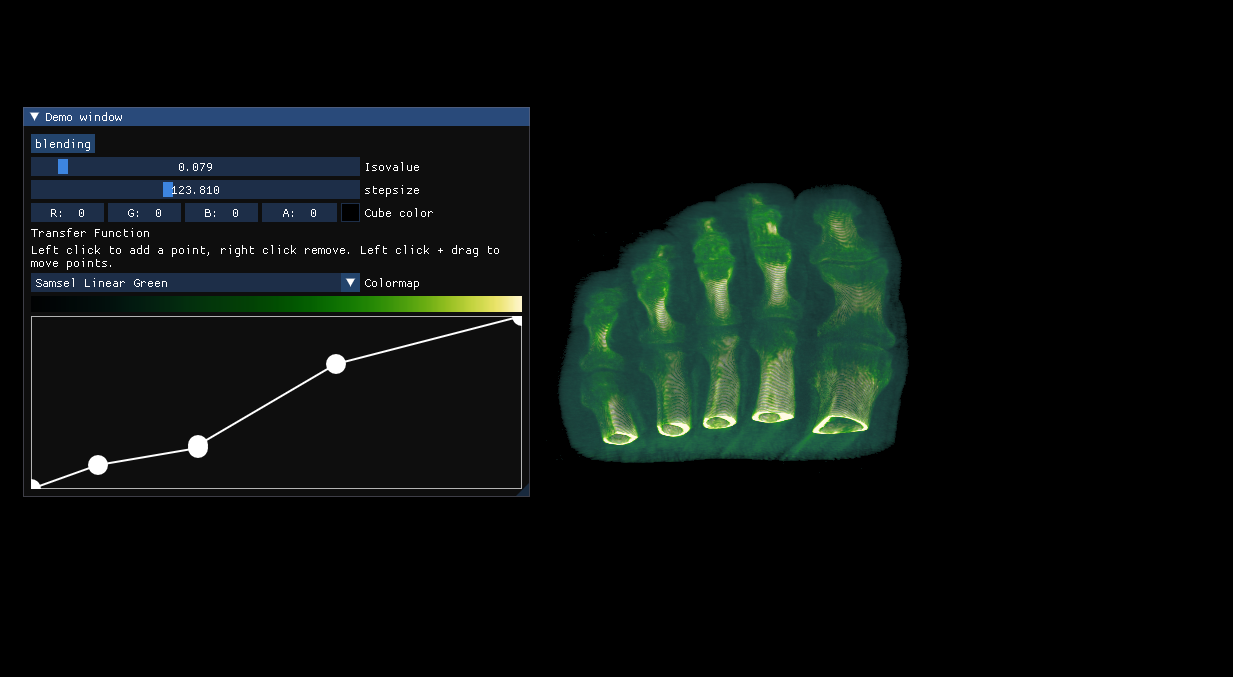 Demo window
blending
0.079 Isovalue
123.810 stepsize
R: 0 G: 0 B: 0 A: 0 Cube color
Transfer Function
Left click to add a point, right click remove. Left click + drag to
move points.
Samsel Linear Green Colormap